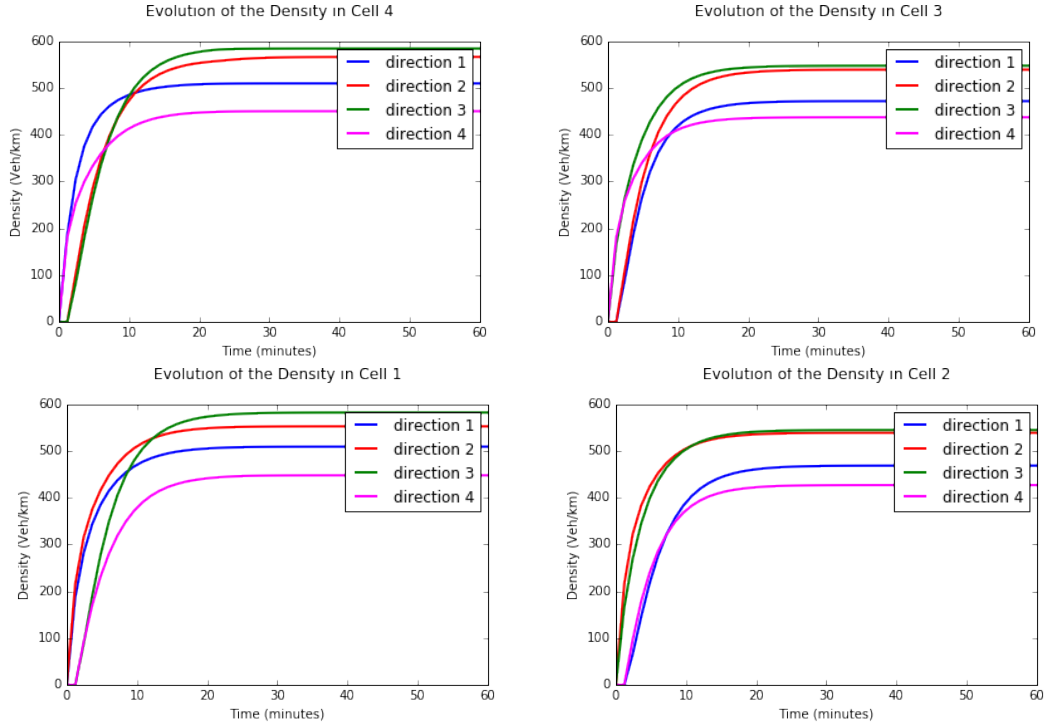 Evolution of the Density in Cell 4
600
500
400
300
200
100
0
0 10 20 30 40 50 60
Density (Veh/km)
Time (minutes)
direction 1
direction 2
direction 3
direction 4
Evolution of the Density in Cell 3
600
500
400
300
200
100
0
0 10 20 30 40 50 60
Density (Veh/km)
Time (minutes)
direction 1
direction 2
direction 3
direction 4
Evolution of the Density in Cell 1
600
500
400
300
200
100
0
0 10 20 30 40 50 60
Density (Veh/km)
Time (minutes)
direction 1
direction 2
direction 3
direction 4
Evolution of the Density in Cell 2
600
500
400
300
200
100
0
0 10 20 30 40 50 60
Density (Veh/km)
Time (minutes)
direction 1
direction 2
direction 3
direction 4